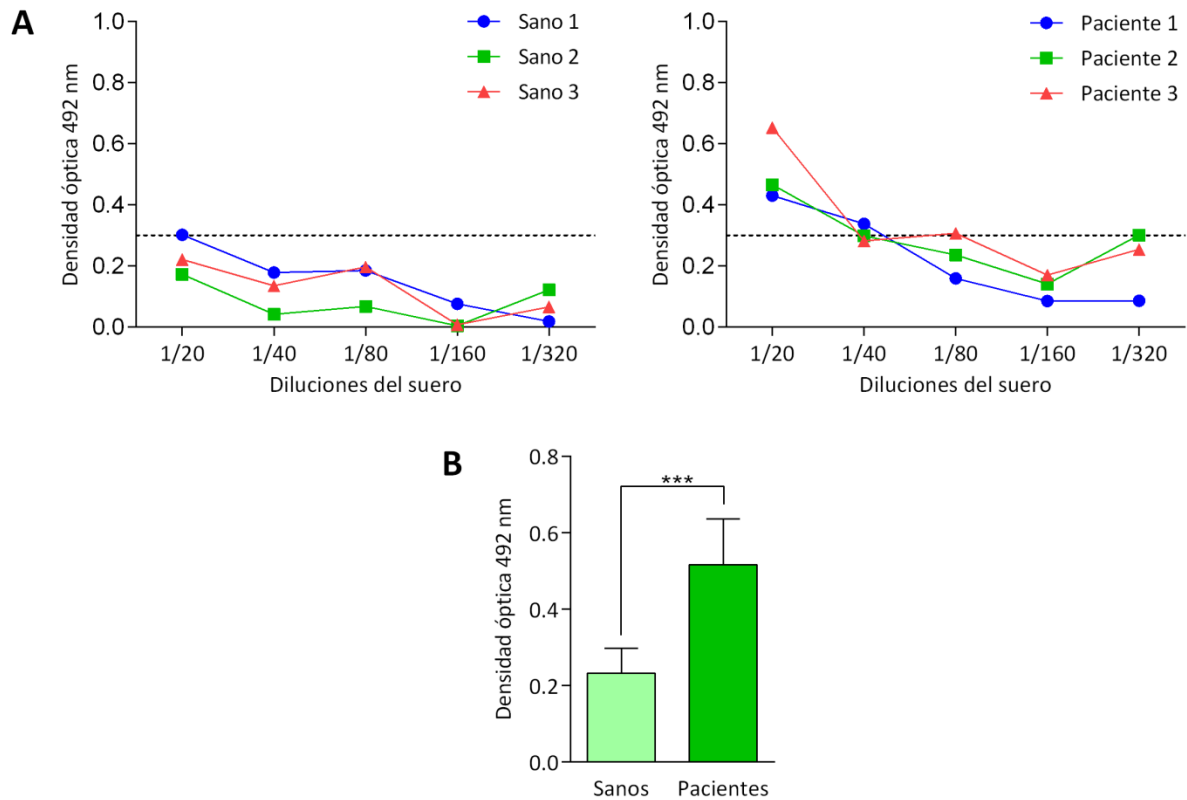 A
Densidad óptica 492 nm
1.0
0.8
0.6
0.4
0.2
0.0
Sano 1
Sano 2
Sano 3
1/20 1/40 1/80 1/160 1/320
Diluciones del suero
Densidad óptica 492 nm
1.0
0.8
0.6
0.4
0.2
0.0
Paciente 1
Paciente 2
Paciente 3
1/20 1/40 1/80 1/160 1/320
Diluciones del suero
B
Densidad óptica 492 nm
0.8
0.6
0.4
0.2
0.0
***
Sanos Pacientes